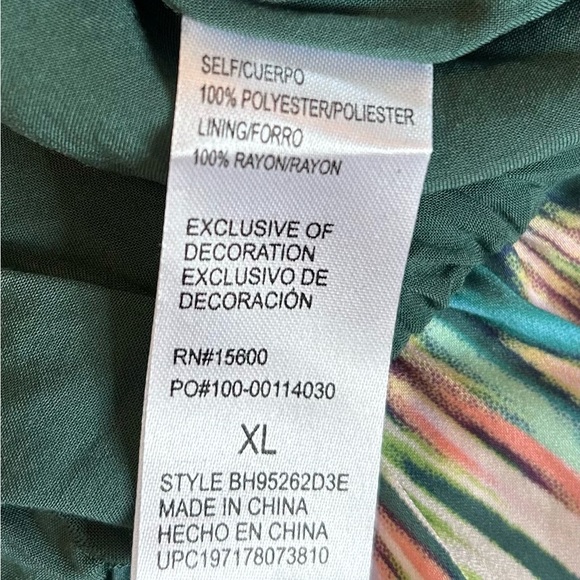 SELF/CUERPO
100% POLYESTER/POLIESTER
LINING/FORRO
100% RAYON/RAYON
EXCLUSIVE OF
DECORATION
EXCLUSIVO DE
DECORACIÓN
RN#15600
PO#100-00114030
XL
STYLE BH95262D3E
MADE IN CHINA
HECHO EN CHINA
UPC197178073810